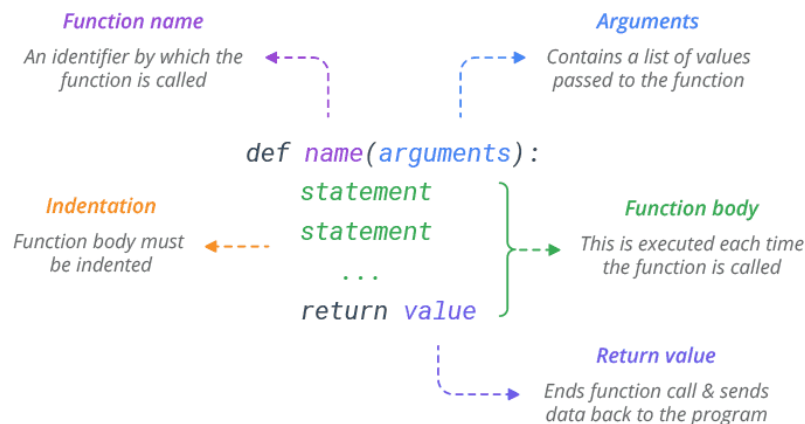 Function name
An identifier by which the
function is called
Arguments
Contains a list of values
passed to the function
def name(arguments):
statement
statement
...
return value
Indentation
Function body must
be indented
Function body
This is executed each time
the function is called
Return value
Ends function call & sends
data back to the program